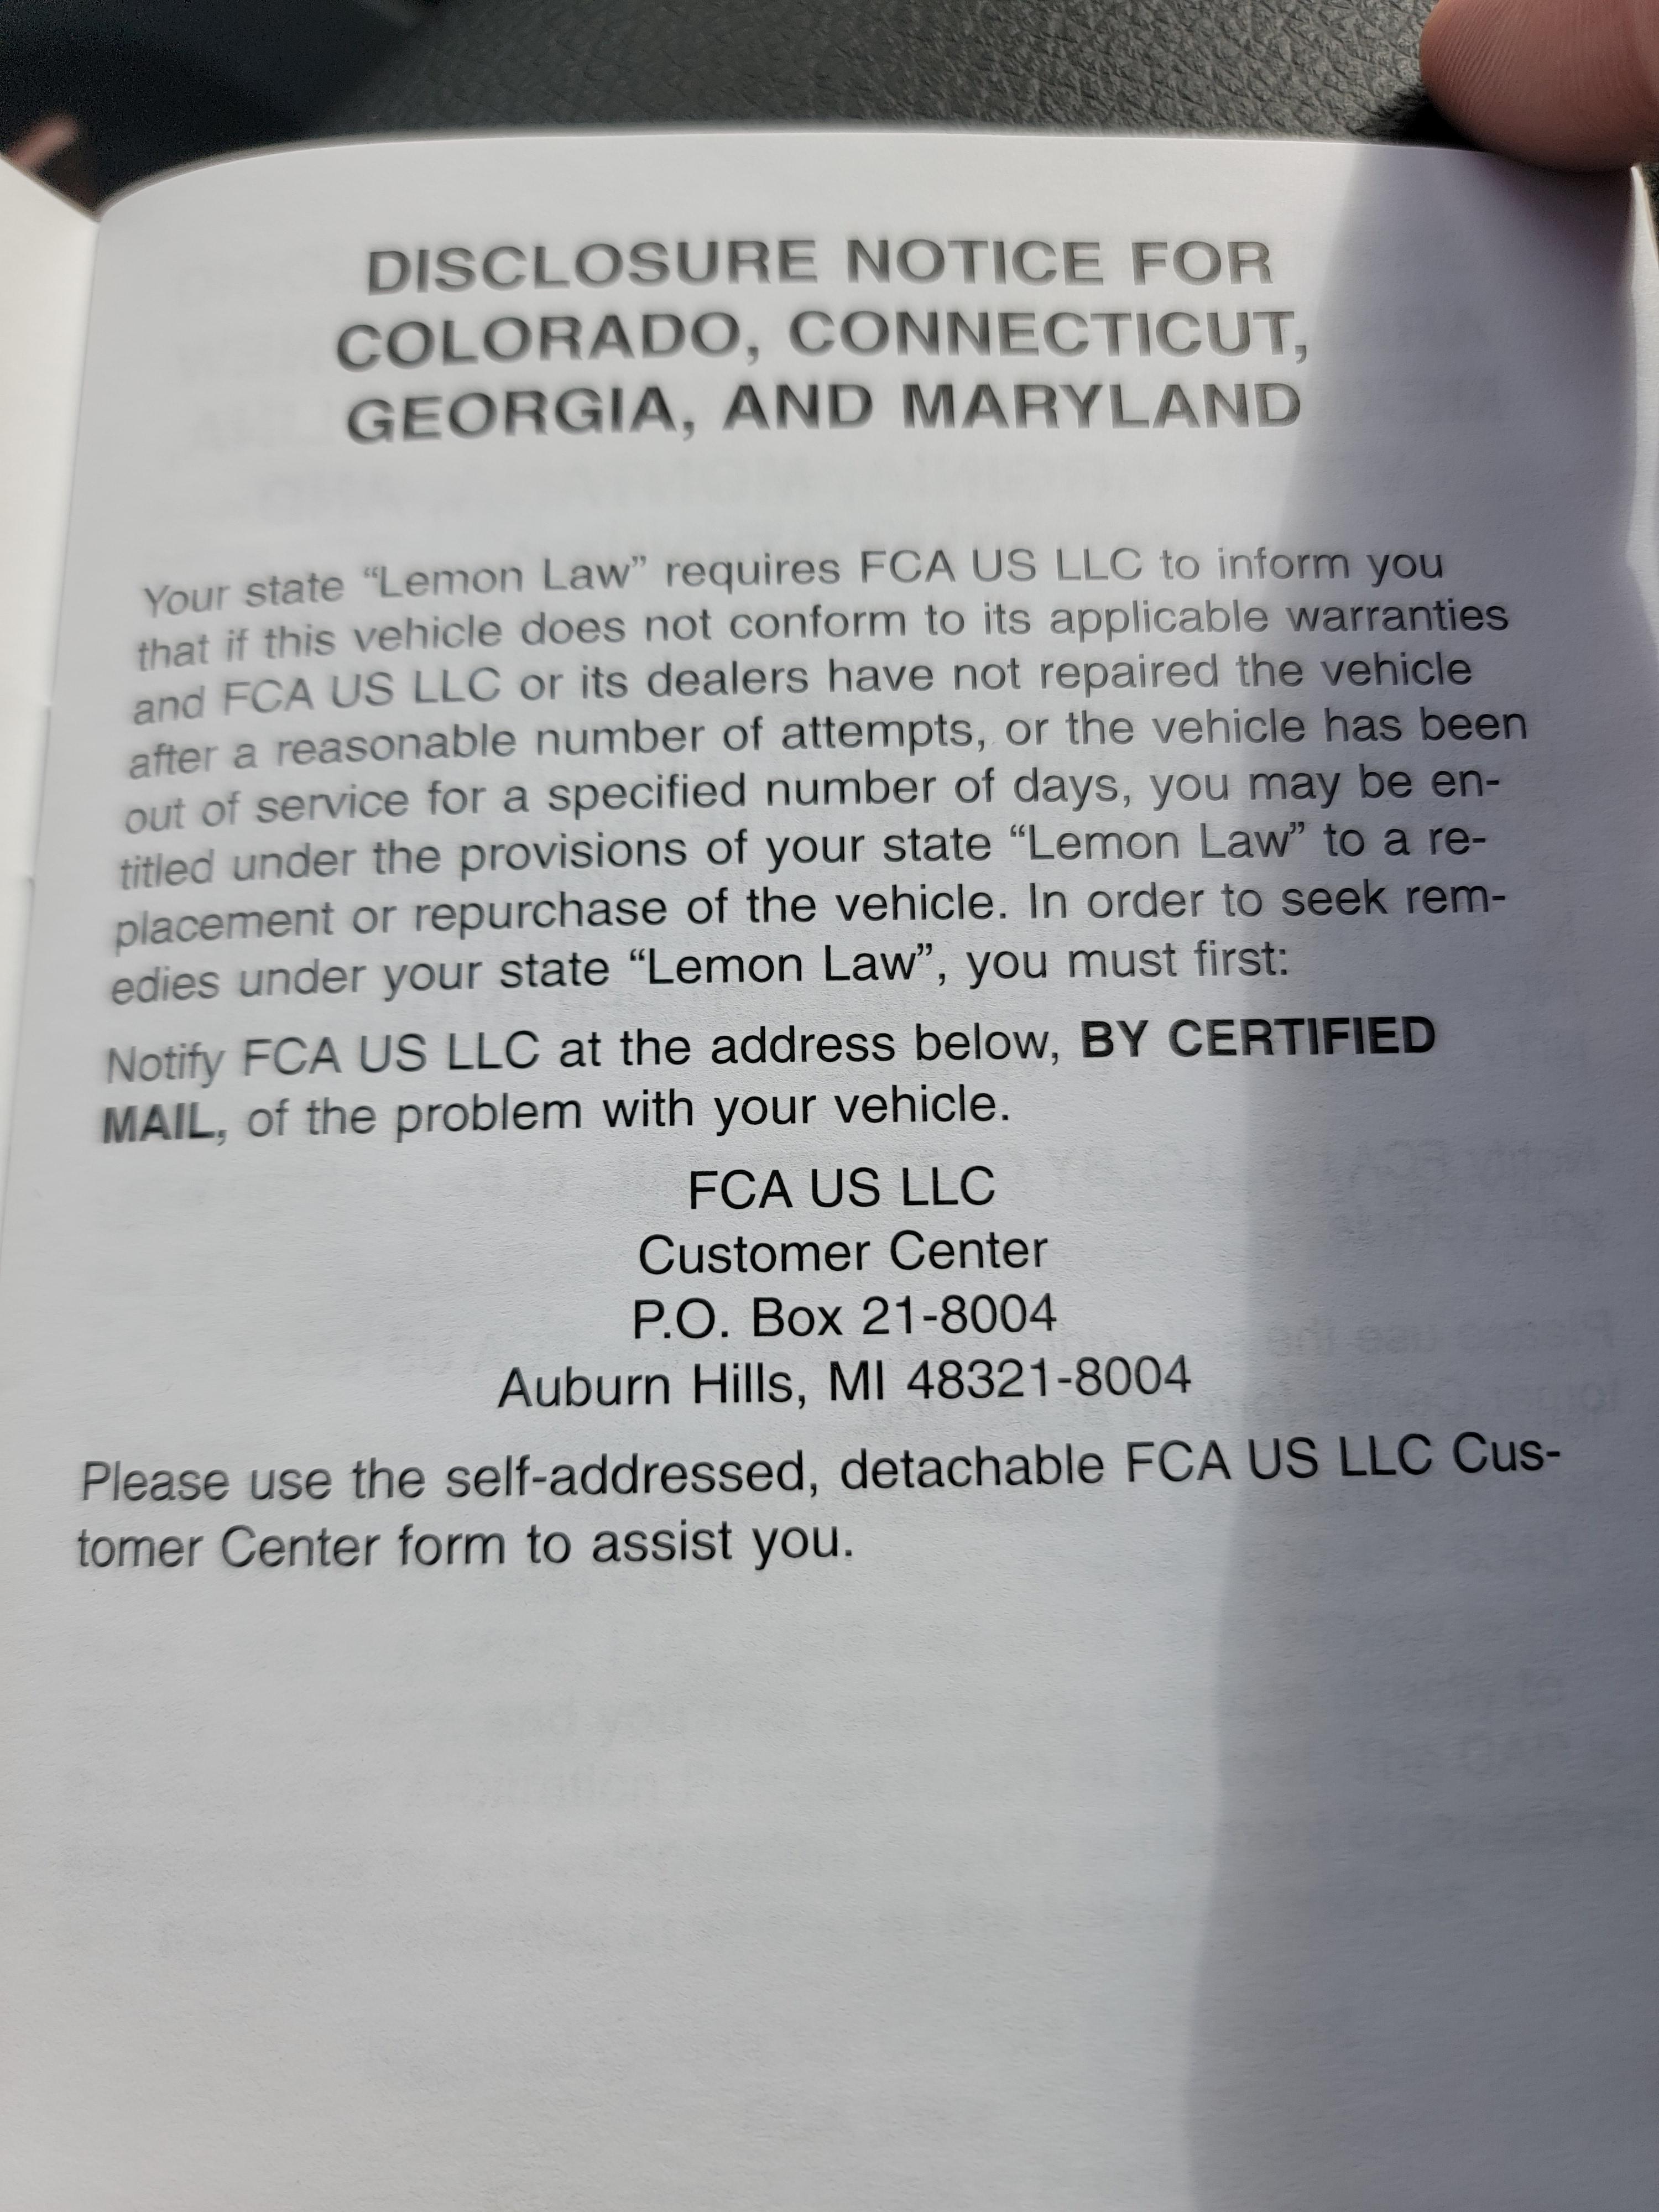 DISCLOSURE NOTICE FOR
COLORADO, CONNECTICUT,
GEORGIA, AND MARYLAND
Your state “Lemon Law” requires FCA US LLC to inform you
that if this vehicle does not conform to its applicable warranties
and FCA US LLC or its dealers have not repaired the vehicle
after a reasonable number of attempts, or the vehicle has been
out of service for a specified number of days, you may be en-
titled under the provisions of your state “Lemon Law” to a re-
placement or repurchase of the vehicle. In order to seek rem-
edies under your state “Lemon Law”, you must first:
Notify FCA US LLC at the address below, BY CERTIFIED
MAIL, of the problem with your vehicle.
FCA US LLC
Customer Center
P.O. Box 21-8004
Auburn Hills, MI 48321-8004
Please use the self-addressed, detachable FCA US LLC Cus-
tomer Center form to assist you.